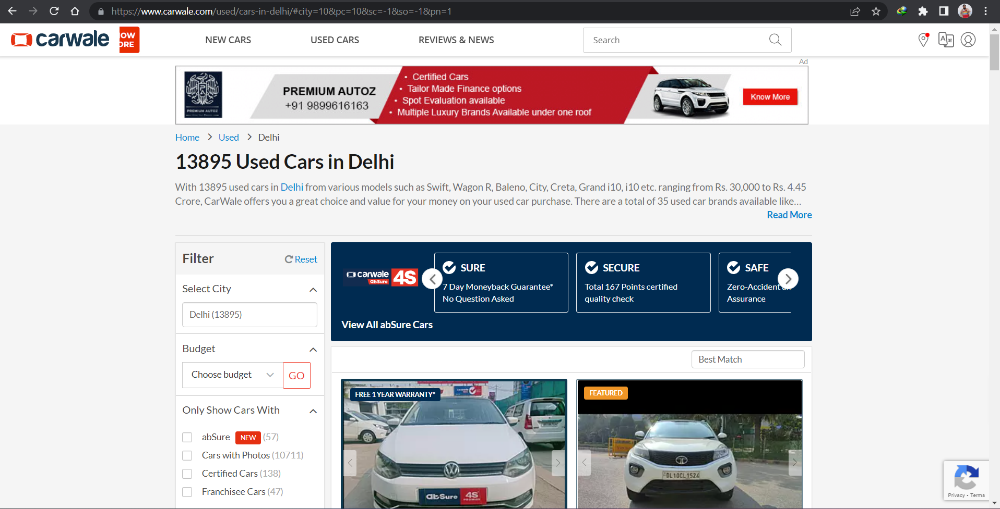 https://www.carwale.com/used/cars-in-delhi/#city=10&pc=10&sc=-1&so=-1&pn=1
carwale
OW
ORE
NEW CARS
USED CARS
REVIEWS & NEWS
Search
Ad
PREMIUM AUTOZ
PREMIUM AUTOZ
+91 9899616163
• Certified Cars
• Tailor Made Finance options
• Spot Evaluation available
• Multiple Luxury Brands Available under one roof
Know More
Home > Used > Delhi
13895 Used Cars in Delhi
With 13895 used cars in Delhi from various models such as Swift, Wagon R, Baleno, City, Creta, Grand i10, i10 etc. ranging from Rs. 30,000 to Rs. 4.45
Crore, CarWale offers you a great choice and value for your money on your used car purchase. There are a total of 35 used car brands available like...
Read More
Filter
Reset
Select City
Delhi (13895)
Budget
Choose budget
GO
Only Show Cars With
abSure NEW (57)
Cars with Photos (10711)
Certified Cars (138)
Franchisee Cars (47)
carwale
abSure
4S
SURE
7 Day Moneyback Guarantee*
No Question Asked
SECURE
Total 167 Points certified
quality check
SAFE
Zero-Accident
Assurance
View All abSure Cars
Best Match
FREE 1 YEAR WARRANTY*
abSure 4S
PROMISE
FEATURED
DL10CL1524
Privacy - Terms